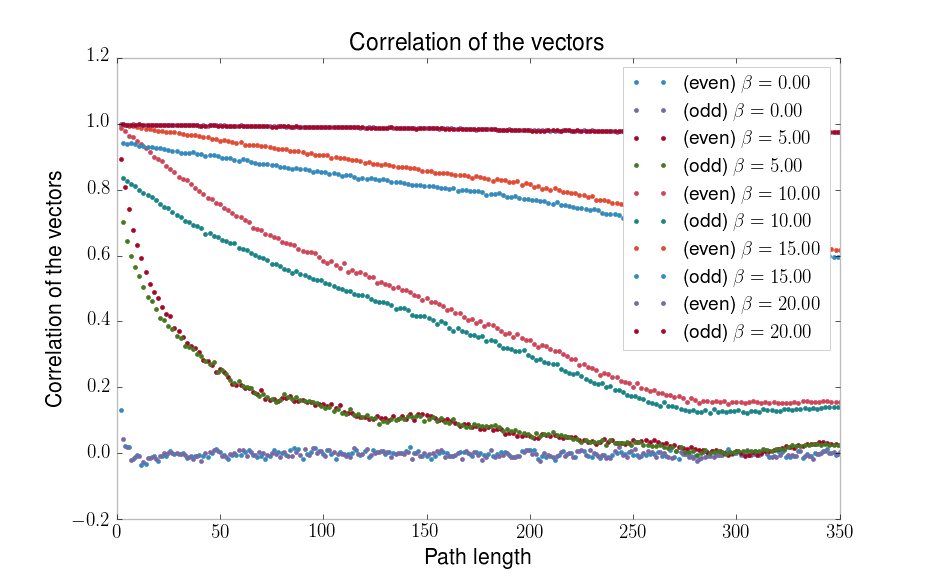 Correlation of the vectors
Correlation of the vectors
1.2
1.0
0.8
0.6
0.4
0.2
0.0
−0.2
0 50 100 150 200 250 300 350
Path length
(even) β = 0.00
(odd) β = 0.00
(even) β = 5.00
(odd) β = 5.00
(even) β = 10.00
(odd) β = 10.00
(even) β = 15.00
(odd) β = 15.00
(even) β = 20.00
(odd) β = 20.00